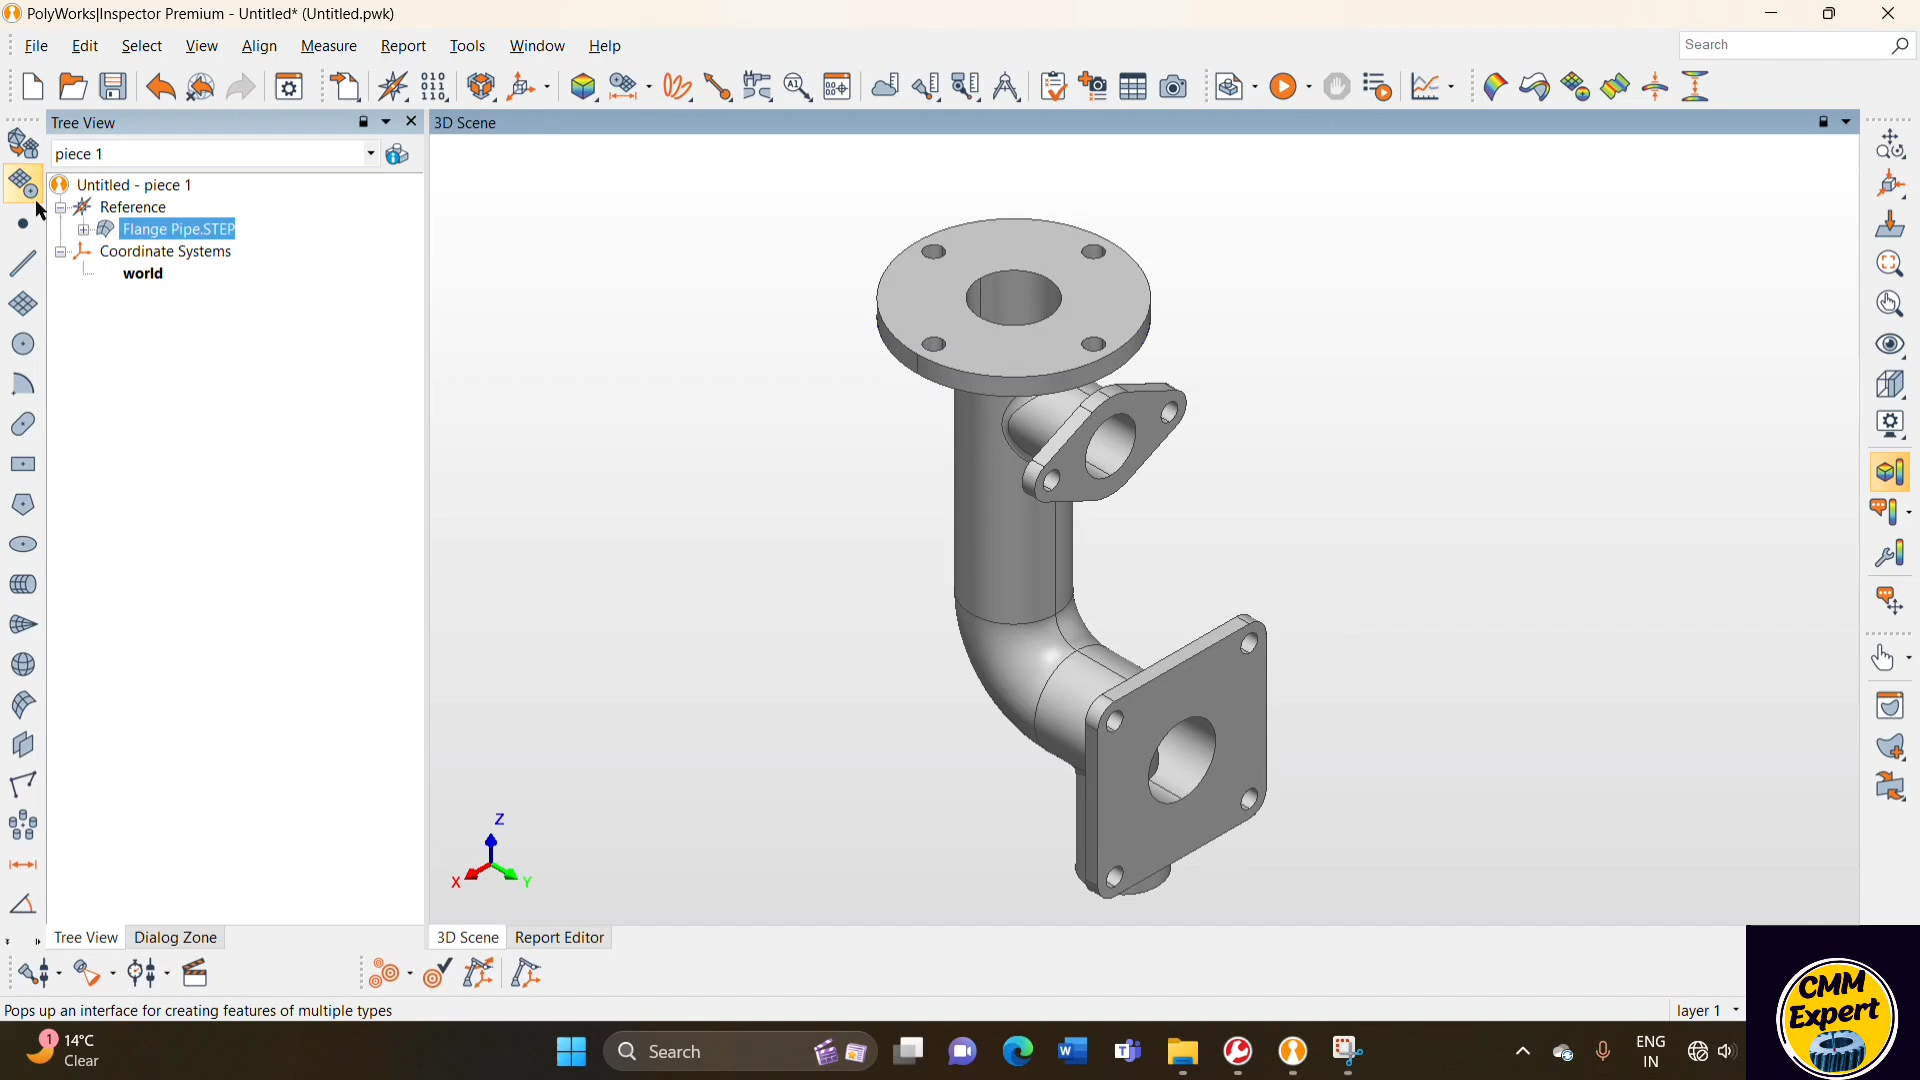 PolyWorks|Inspector Premium - Untitled* (Untitled.pwk)
File Edit Select View Align Measure Report Tools Window Help
Search
Tree View
3D Scene
piece 1
Untitled - piece 1
Reference
Flange Pipe.STEP
Coordinate Systems
world
Z
X
Y
Tree View Dialog Zone
3D Scene Report Editor
Pops up an interface for creating features of multiple types
layer 1
CMM
Expert
1
14°C
Clear
Search
ENG
IN